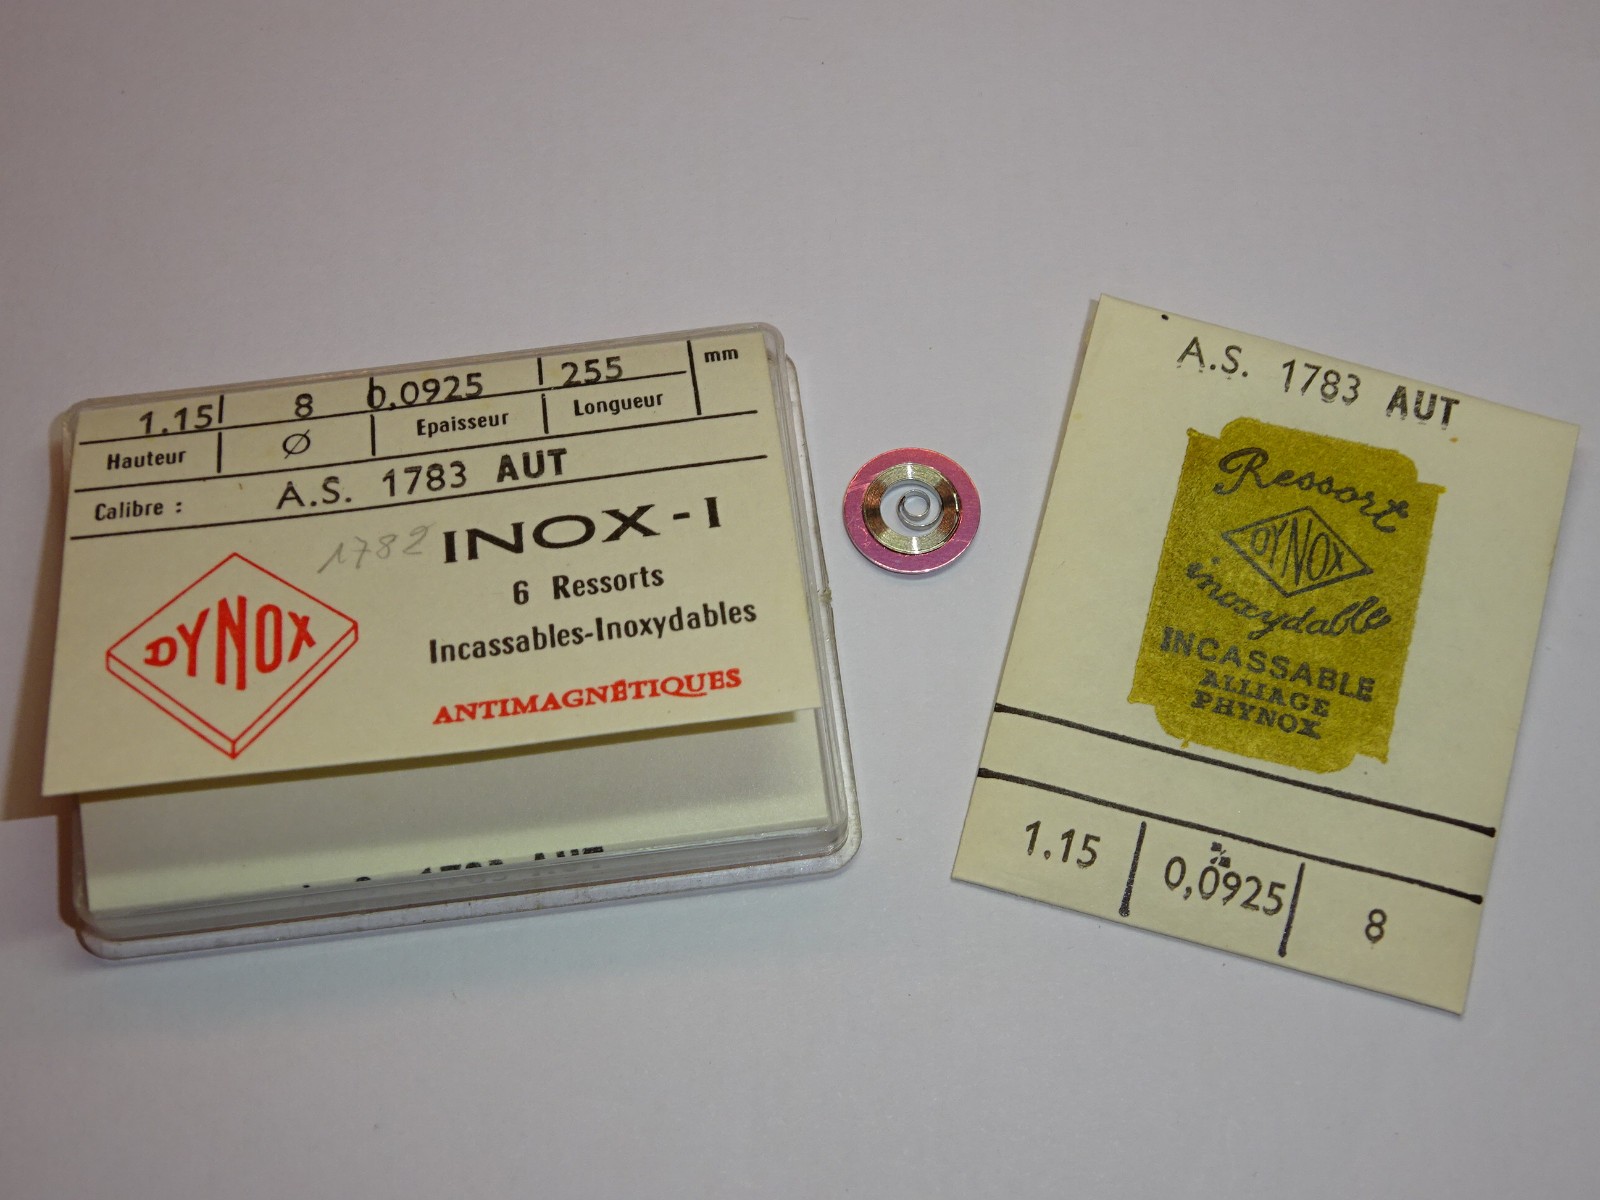 1.15 8 0,0925 255 mm
Hauteur Ø Epaisseur Longueur
Calibre : A.S. 1783 AUT
1782 INOX-I
6 Ressorts
Incassables-Inoxydables
ANTIMAGNÉTIQUES
DYNOX
A.S. 1783 AUT
Ressort
DYNOX
inoxydable
INCASSABLE
ALLIAGE
PHYNOX
1.15 0,0925 8